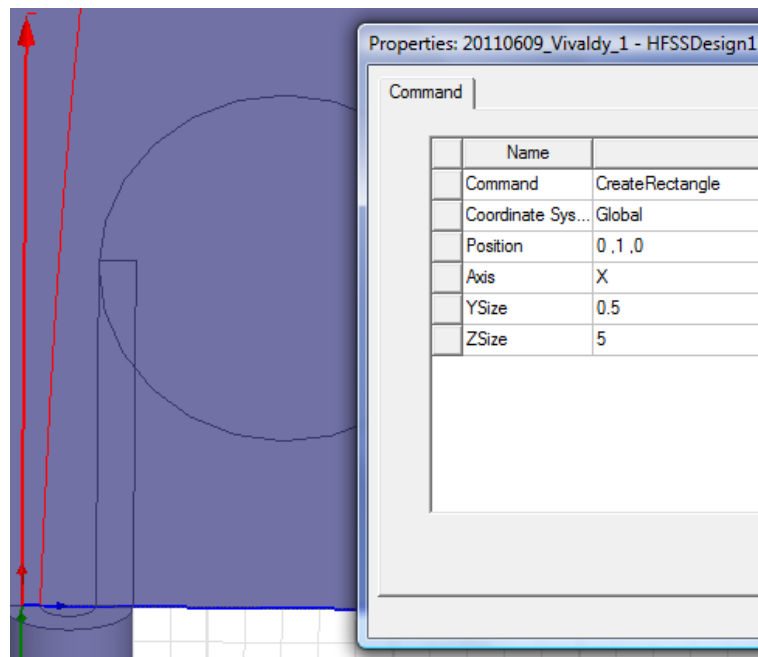 Properties: 20110609_Vivaldy_1 - HFSSDesign1
Command
Name
Command CreateRectangle
Coordinate Sys... Global
Position 0 ,1 ,0
Axis X
YSize 0.5
ZSize 5